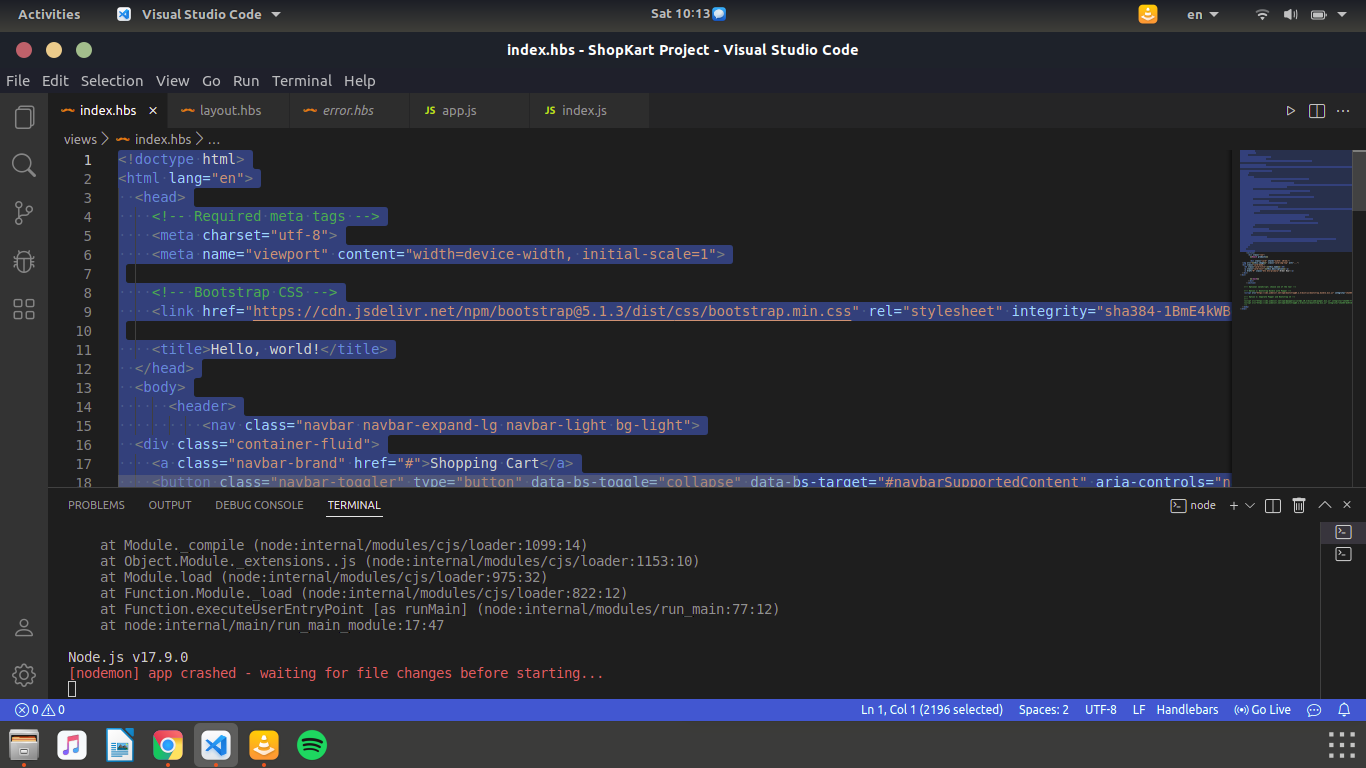 Activities Visual Studio Code Sat 10:13 en
index.hbs - ShopKart Project - Visual Studio Code
File Edit Selection View Go Run Terminal Help
index.hbs × layout.hbs error.hbs JS app.js JS index.js ...
views > index.hbs > ...
1 <!doctype html>
2 <html lang="en">
3 <head>
4 <!-- Required meta tags -->
5 <meta charset="utf-8">
6 <meta name="viewport" content="width=device-width, initial-scale=1">
7
8 <!-- Bootstrap CSS -->
9 <link href="https://cdn.jsdelivr.net/npm/bootstrap@5.1.3/dist/css/bootstrap.min.css" rel="stylesheet" integrity="sha384-1BmE4kWB
10
11 <title>Hello, world!</title>
12 </head>
13 <body>
14 <header>
15 <nav class="navbar navbar-expand-lg navbar-light bg-light">
16 <div class="container-fluid">
17 <a class="navbar-brand" href="#">Shopping Cart</a>
18 <button class="navbar-toggler" type="button" data-bs-toggle="collapse" data-bs-target="#navbarSupportedContent" aria-controls="n
PROBLEMS OUTPUT DEBUG CONSOLE TERMINAL node
at Module._compile (node:internal/modules/cjs/loader:1099:14)
at Object.Module._extensions..js (node:internal/modules/cjs/loader:1153:10)
at Module.load (node:internal/modules/cjs/loader:975:32)
at Function.Module._load (node:internal/modules/cjs/loader:822:12)
at Function.executeUserEntryPoint [as runMain] (node:internal/modules/run_main:77:12)
at node:internal/main/run_main_module:17:47
Node.js v17.9.0
[nodemon] app crashed - waiting for file changes before starting...
0 0 Ln 1, Col 1 (2196 selected) Spaces: 2 UTF-8 LF Handlebars Go Live